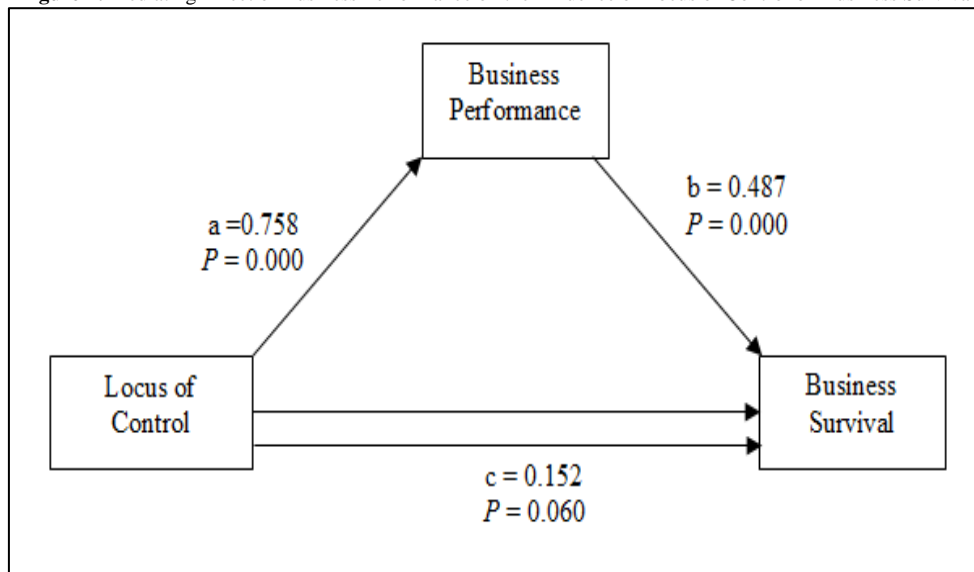 Business
Performance
a =0.758
P = 0.000
b = 0.487
P = 0.000
Locus of
Control
Business
Survival
c = 0.152
P = 0.060